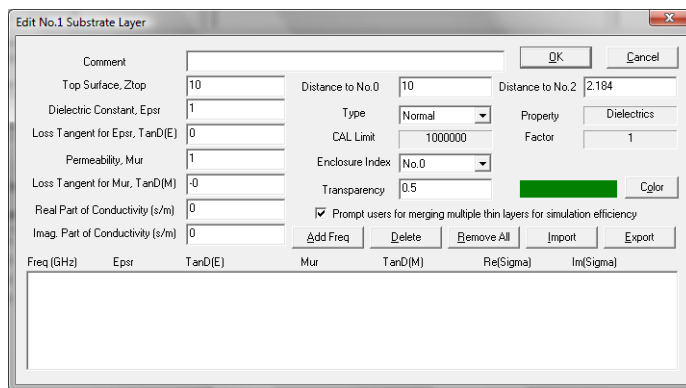 Edit No.1 Substrate Layer
Comment OK Cancel
Top Surface, Ztop 10 Distance to No.0 10 Distance to No.2 2.184
Dielectric Constant, Epsr 1 Type Normal Property Dielectrics
Loss Tangent for Epsr, TanD(E) 0 CAL Limit 1000000 Factor 1
Permeability, Mur 1 Enclosure Index No.0
Loss Tangent for Mur, TanD(M) -0 Transparency 0.5 Color
Real Part of Conductivity (s/m) 0 Prompt users for merging multiple thin layers for simulation efficiency
Imag. Part of Conductivity (s/m) 0 Add Freq Delete Remove All Import Export
Freq (GHz) Epsr TanD(E) Mur TanD(M) Re(Sigma) Im(Sigma)